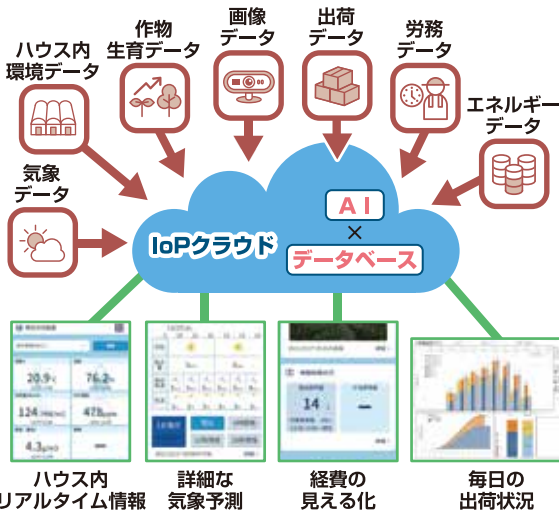 画像
データ
出荷
データ
作物
生育データ
労務
データ
ハウス内
環境データ
エネルギー
データ
気象
データ
IoPクラウド
AI
×
データベース
20.9
76.2
124
478
4.3
14
ハウス内
リアルタイム情報
詳細な
気象予測
経費の
見える化
毎日の
出荷状況